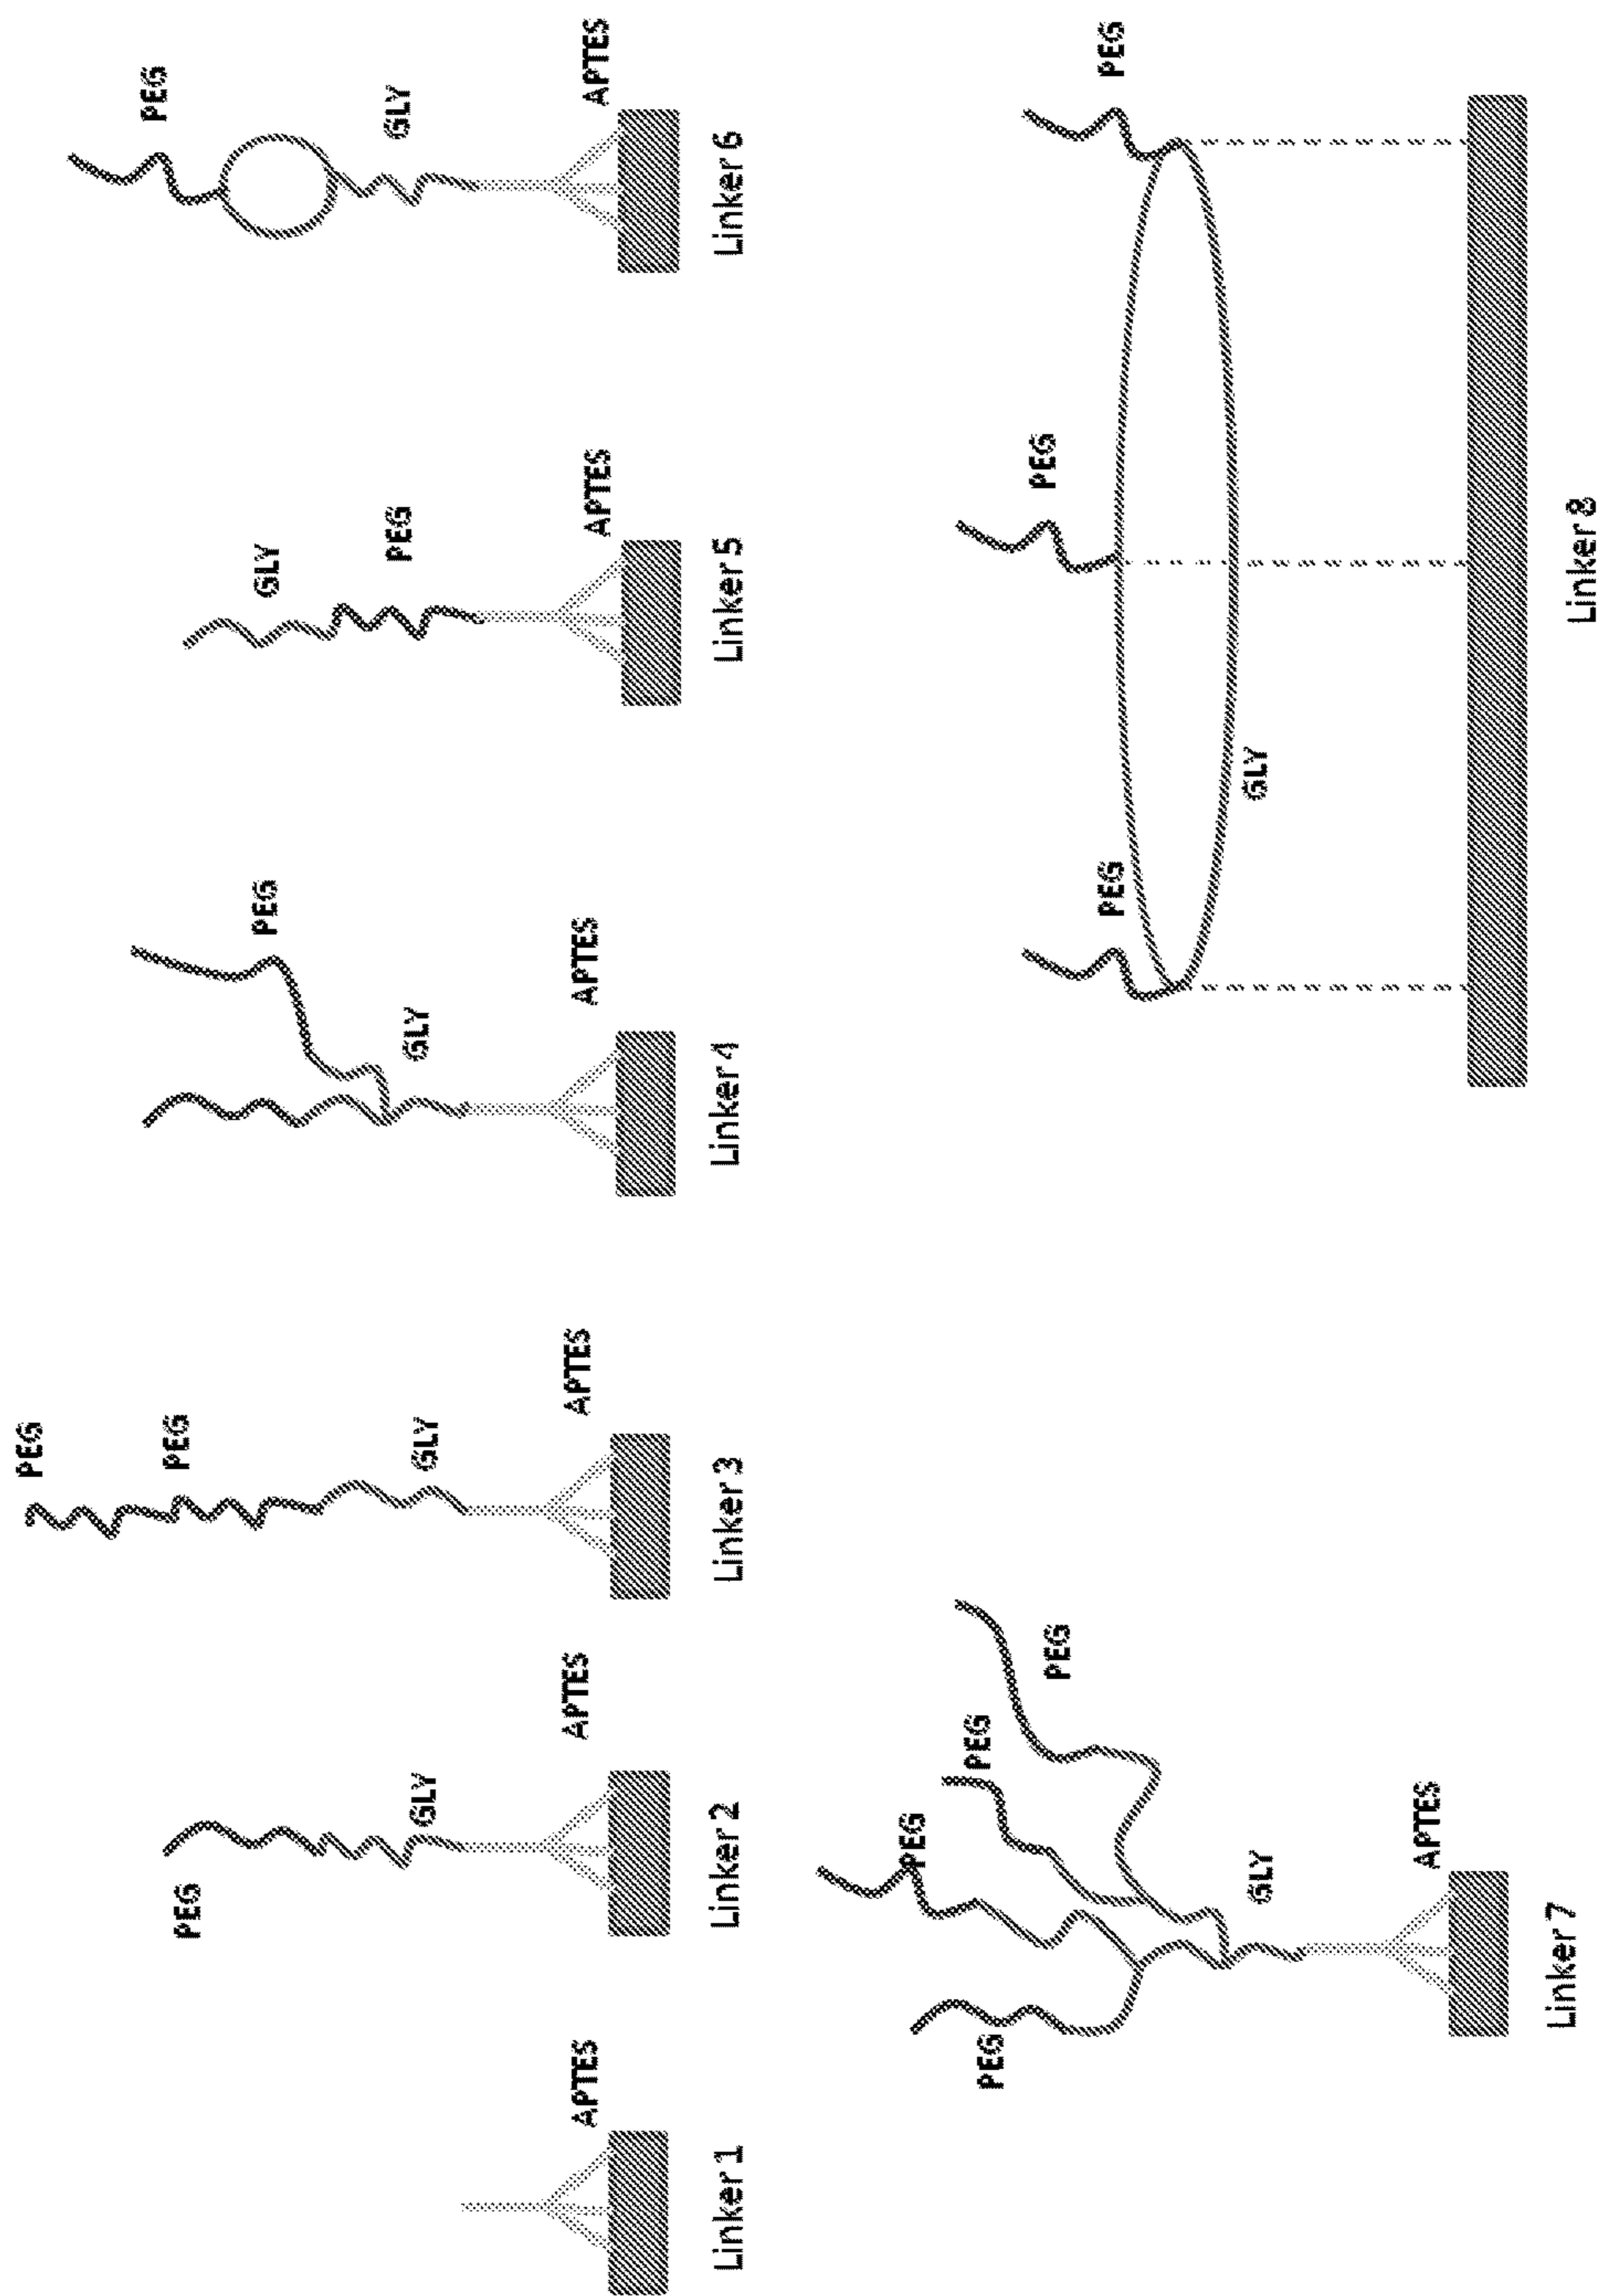 APTES
Linker 1
PEG
GLY
APTES
Linker 2
PEG
PEG
GLY
APTES
Linker 3
PEG
GLY
APTES
Linker 4
GLY
PEG
APTES
Linker 5
PEG
GLY
APTES
Linker 6
PEG
PEG
PEG
PEG
GLY
APTES
Linker 7
PEG
PEG
PEG
GLY
Linker 8